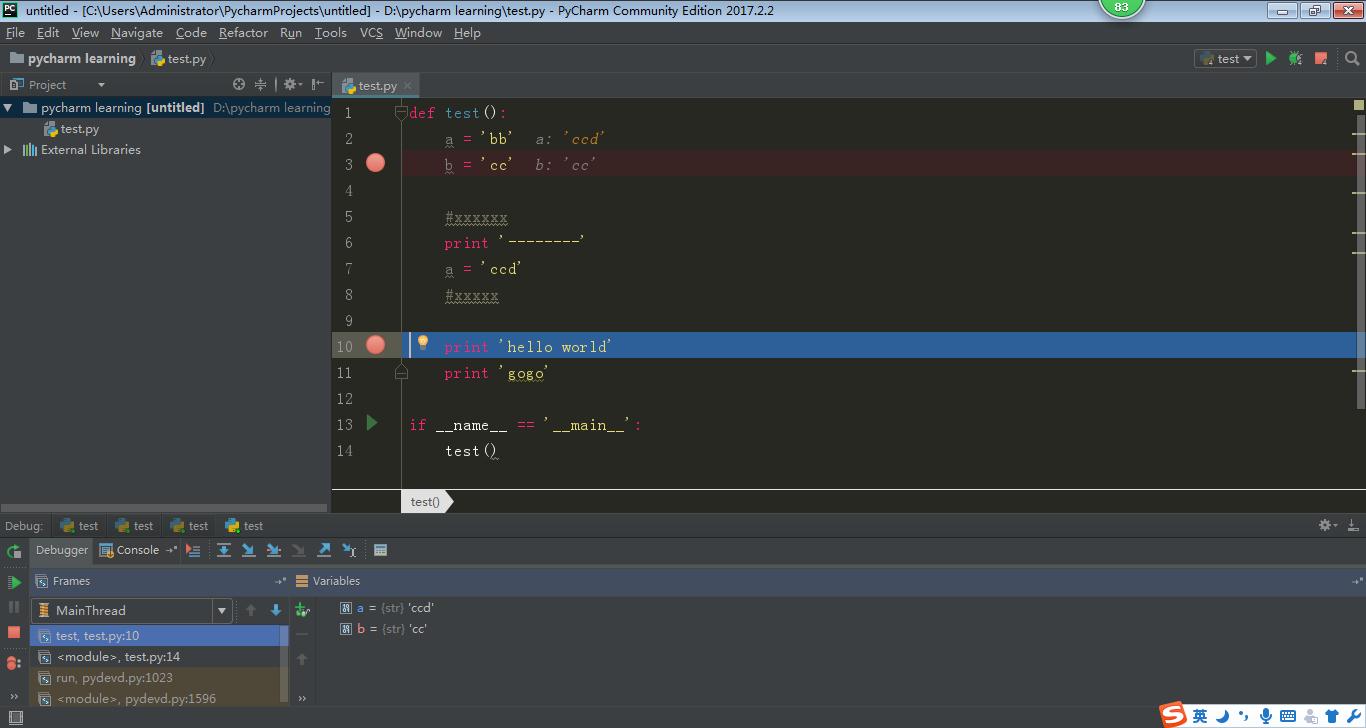 untitled - [C:\Users\Administrator\PycharmProjects\untitled] - D:\pycharm learning\test.py - PyCharm Community Edition 2017.2.2
83
File Edit View Navigate Code Refactor Run Tools VCS Window Help
pycharm learning test.py
test
Project
test.py
pycharm learning [untitled] D:\pycharm learning
test.py
External Libraries
1 def test():
2 a = 'bb' a: 'ccd'
3 b = 'cc' b: 'cc'
4
5 #xxxxxx
6 print '--------'
7 a = 'ccd'
8 #xxxxx
9
10 print 'hello world'
11 print 'gogo'
12
13 if __name__ == '__main__':
14 test()
test()
Debug: test test test test
Debugger Console
Frames
Variables
MainThread
a = {str} 'ccd'
b = {str} 'cc'
test, test.py:10
<module>, test.py:14
run, pydevd.py:1023
<module>, pydevd.py:1596
英